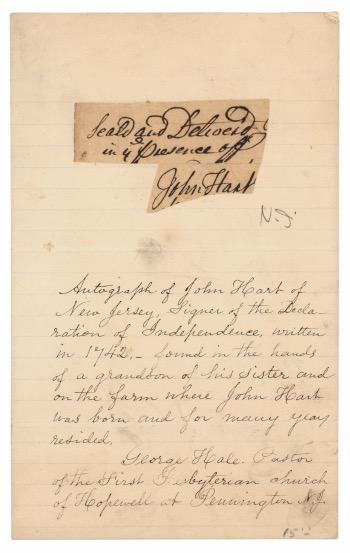 Seald and Deliverd
in ye Presence off
John Hart
N.J.
Autograph of John Hart of
New Jersey, Signer of the Decla-
ration of Independence, written
in 1742,- found in the hands
of a grandson of his sister and
on the farm where John Hart
was born and for many year
resided,
George Hale. Pastor
of the First Presbyterian church
of Hopewell at Pennington N.J.